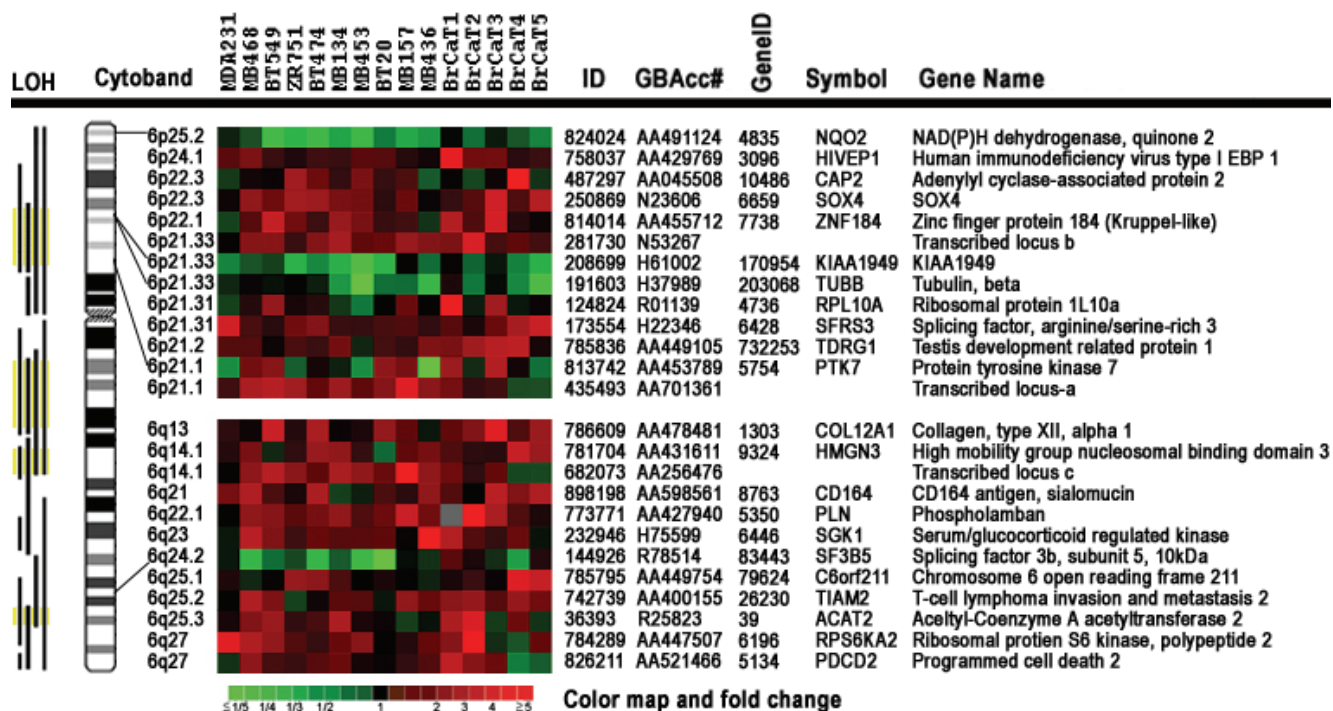 MDA231 MB468 BT549 ZR751 BT474 MB134 MB453 BT20 MB157 MB436 BrCaT1 BrCaT2 BrCaT3 BrCaT4 BrCaT5
LOH Cytoband ID GBAcc# GeneID Symbol Gene Name
6p25.2 824024 AA491124 4835 NQO2 NAD(P)H dehydrogenase, quinone 2
6p24.1 758037 AA429769 3096 HIVEP1 Human immunodeficiency virus type I EBP 1
6p22.3 487297 AA045508 10486 CAP2 Adenylyl cyclase-associated protein 2
6p22.3 250869 N23606 6659 SOX4 SOX4
6p22.1 814014 AA455712 7738 ZNF184 Zinc finger protein 184 (Kruppel-like)
6p21.33 281730 N53267 Transcribed locus b
6p21.33 208699 H61002 170954 KIAA1949 KIAA1949
6p21.33 191603 H37989 203068 TUBB Tubulin, beta
6p21.31 124824 R01139 4736 RPL10A Ribosomal protein 1L10a
6p21.31 173554 H22346 6428 SFRS3 Splicing factor, arginine/serine-rich 3
6p21.2 785836 AA449105 732253 TDRG1 Testis development related protein 1
6p21.1 813742 AA453789 5754 PTK7 Protein tyrosine kinase 7
6p21.1 435493 AA701361 Transcribed locus-a
6q13 786609 AA478481 1303 COL12A1 Collagen, type XII, alpha 1
6q14.1 781704 AA431611 9324 HMGN3 High mobility group nucleosomal binding domain 3
6q14.1 682073 AA256476 Transcribed locus c
6q21 898198 AA598561 8763 CD164 CD164 antigen, sialomucin
6q22.1 773771 AA427940 5350 PLN Phospholamban
6q23 232946 H75599 6446 SGK1 Serum/glucocorticoid regulated kinase
6q24.2 144926 R78514 83443 SF3B5 Splicing factor 3b, subunit 5, 10kDa
6q25.1 785795 AA449754 79624 C6orf211 Chromosome 6 open reading frame 211
6q25.2 742739 AA400155 26230 TIAM2 T-cell lymphoma invasion and metastasis 2
6q25.3 36393 R25823 39 ACAT2 Aceltyl-Coenzyme A acetyltransferase 2
6q27 784289 AA447507 6196 RPS6KA2 Ribosomal protien S6 kinase, polypeptide 2
6q27 826211 AA521466 5134 PDCD2 Programmed cell death 2
≤1/5 1/4 1/3 1/2 1 2 3 4 ≥5 Color map and fold change